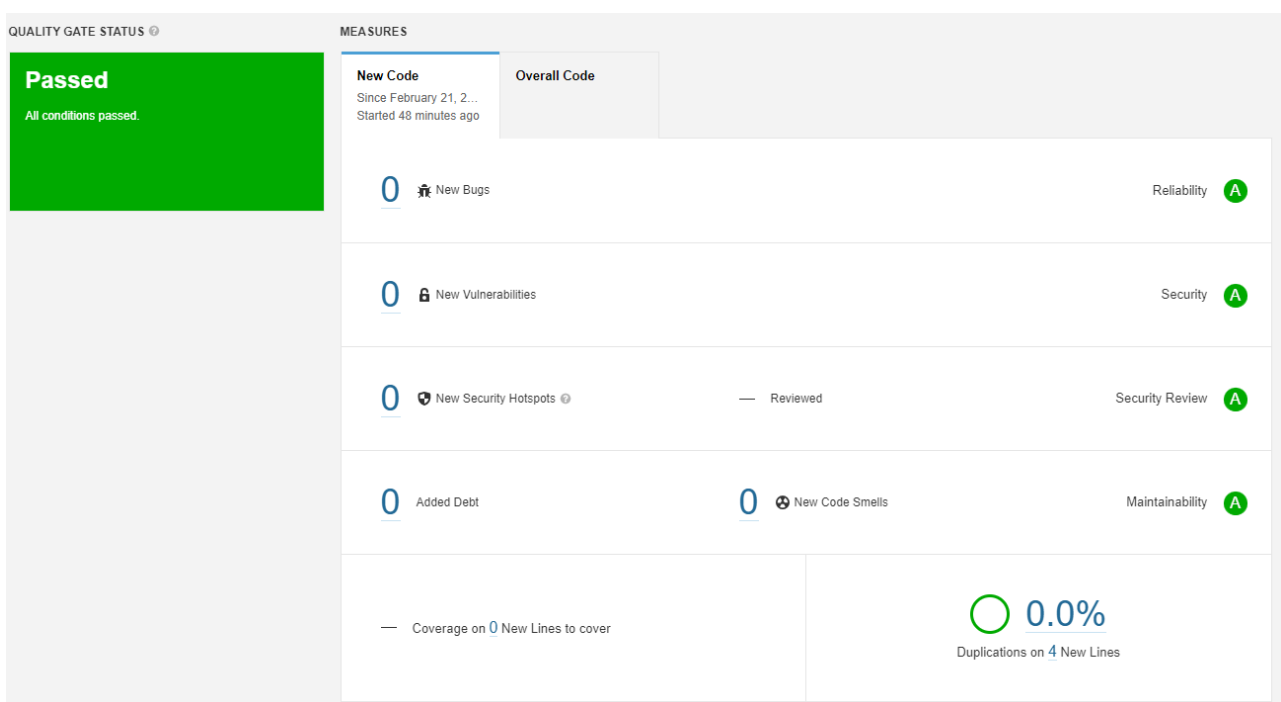 QUALITY GATE STATUS
MEASURES
Passed
All conditions passed.
New Code
Since February 21, 2...
Started 48 minutes ago
Overall Code
0 New Bugs
Reliability A
0 New Vulnerabilities
Security A
0 New Security Hotspots
— Reviewed
Security Review A
0 Added Debt
0 New Code Smells
Maintainability A
— Coverage on 0 New Lines to cover
0.0%
Duplications on 4 New Lines